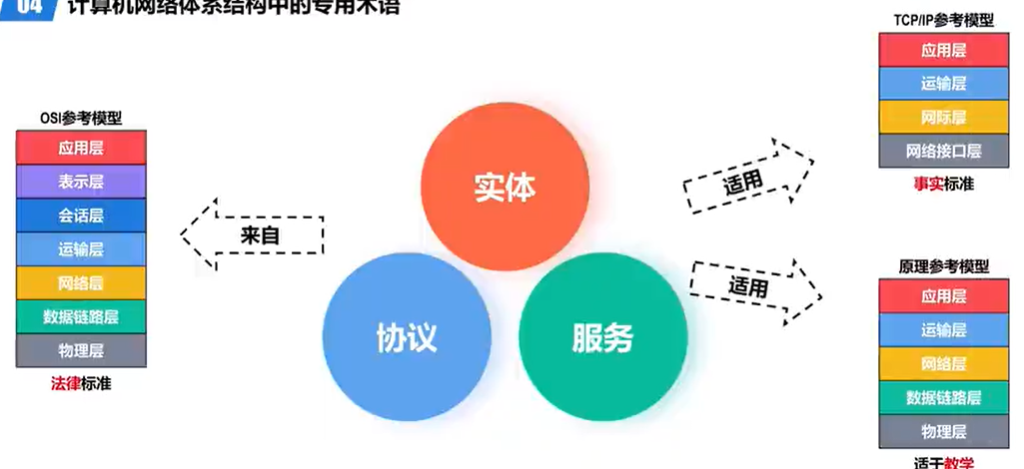 04 计算机网络体系结构中的专用术语
OSI参考模型
应用层
表示层
会话层
运输层
网络层
数据链路层
物理层
法律标准
来自
实体
协议
服务
适用
适用
TCP/IP参考模型
应用层
运输层
网际层
网络接口层
事实标准
原理参考模型
应用层
运输层
网络层
数据链路层
物理层
适于教学